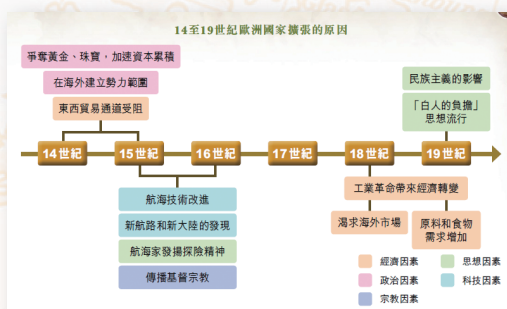 14至19世紀歐洲國家擴張的原因
爭奪黃金、珠寶，加速資本累積
在海外建立勢力範圍
東西貿易通道受阻
民族主義的影響
「白人的負擔」
思想流行
14世紀
15世紀
16世紀
17世紀
18世紀
19世紀
航海技術改進
新航路和新大陸的發現
航海家發揚探險精神
傳播基督宗教
工業革命帶來經濟轉變
渴求海外市場
原料和食物
需求增加
經濟因素
思想因素
政治因素
科技因素
宗教因素